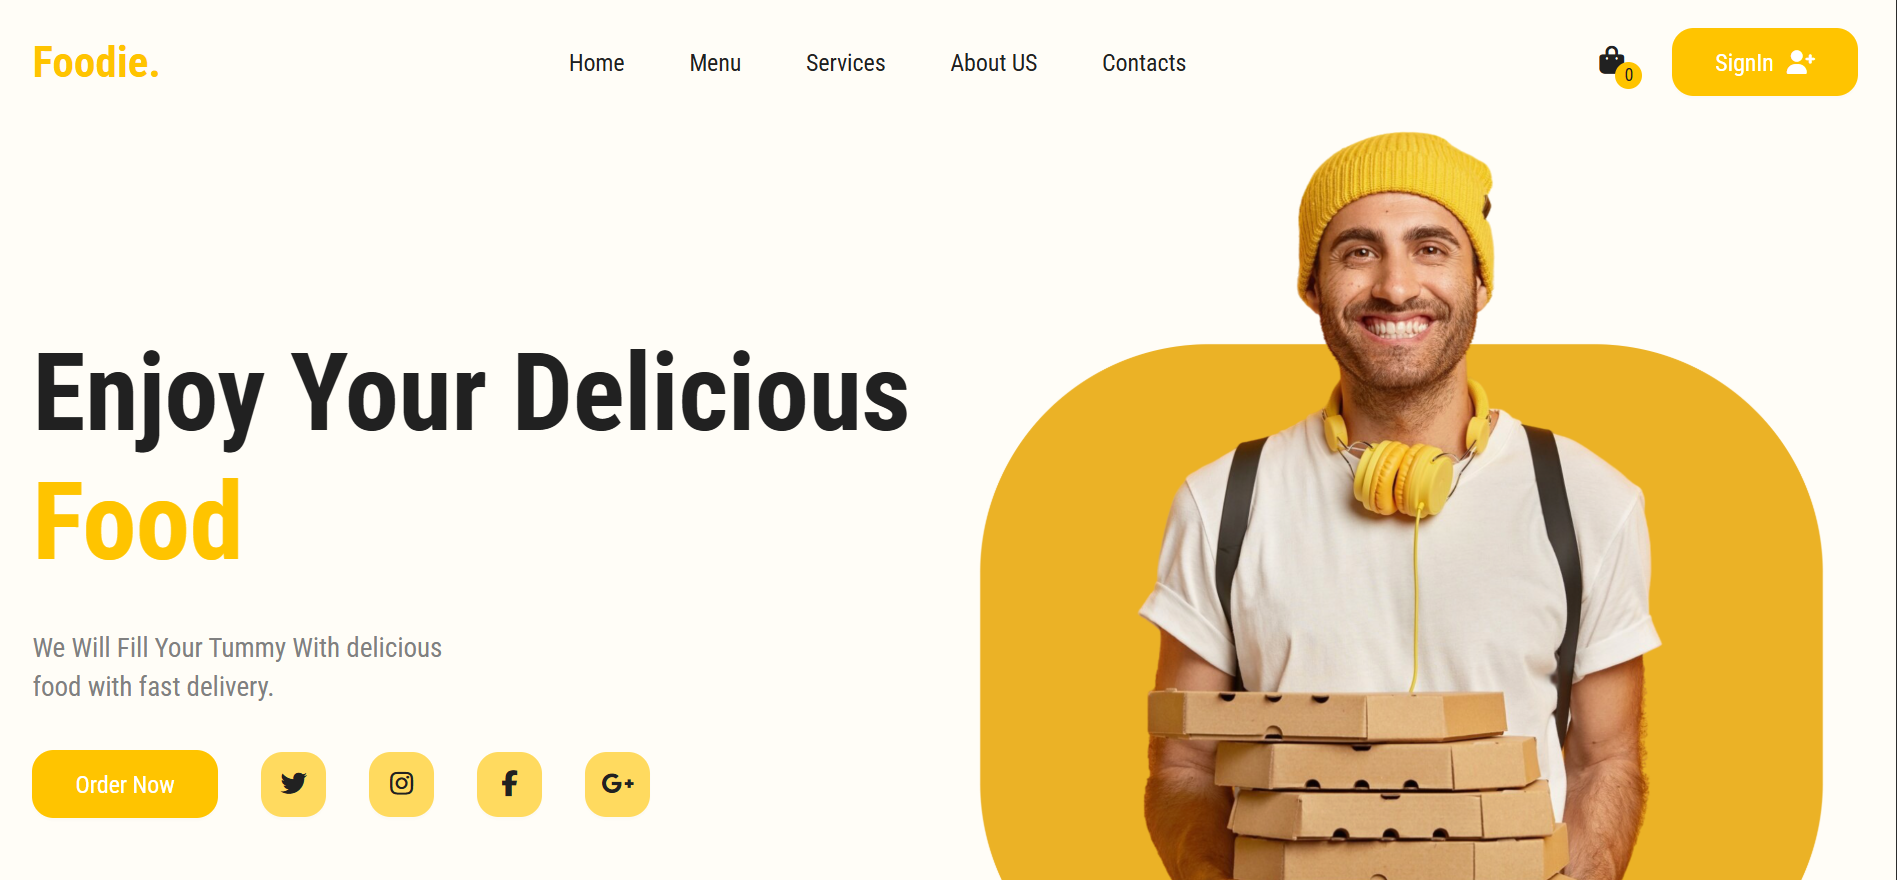 Foodie.
Home Menu Services About US Contacts
0
SignIn
Enjoy Your Delicious
Food
We Will Fill Your Tummy With delicious
food with fast delivery.
Order Now
G+